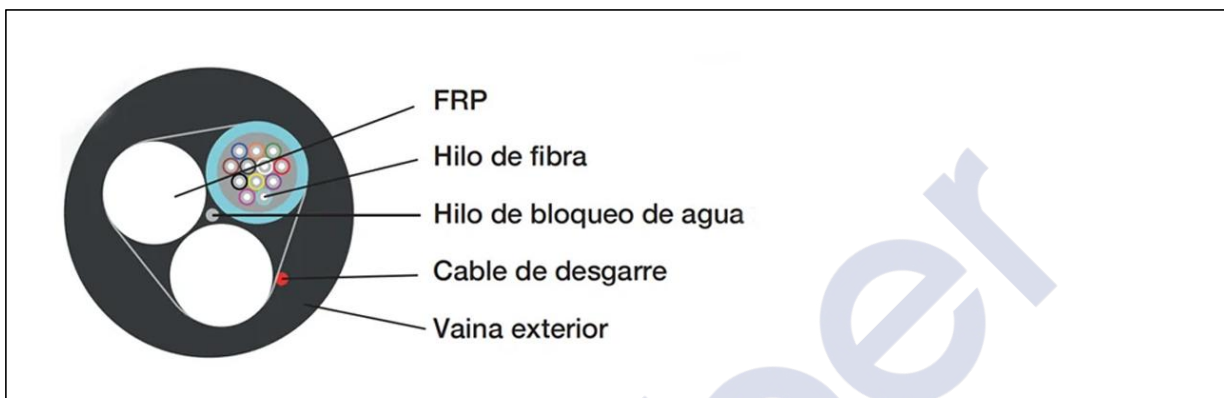 FRP
Hilo de fibra
Hilo de bloqueo de agua
Cable de desgarre
Vaina exterior